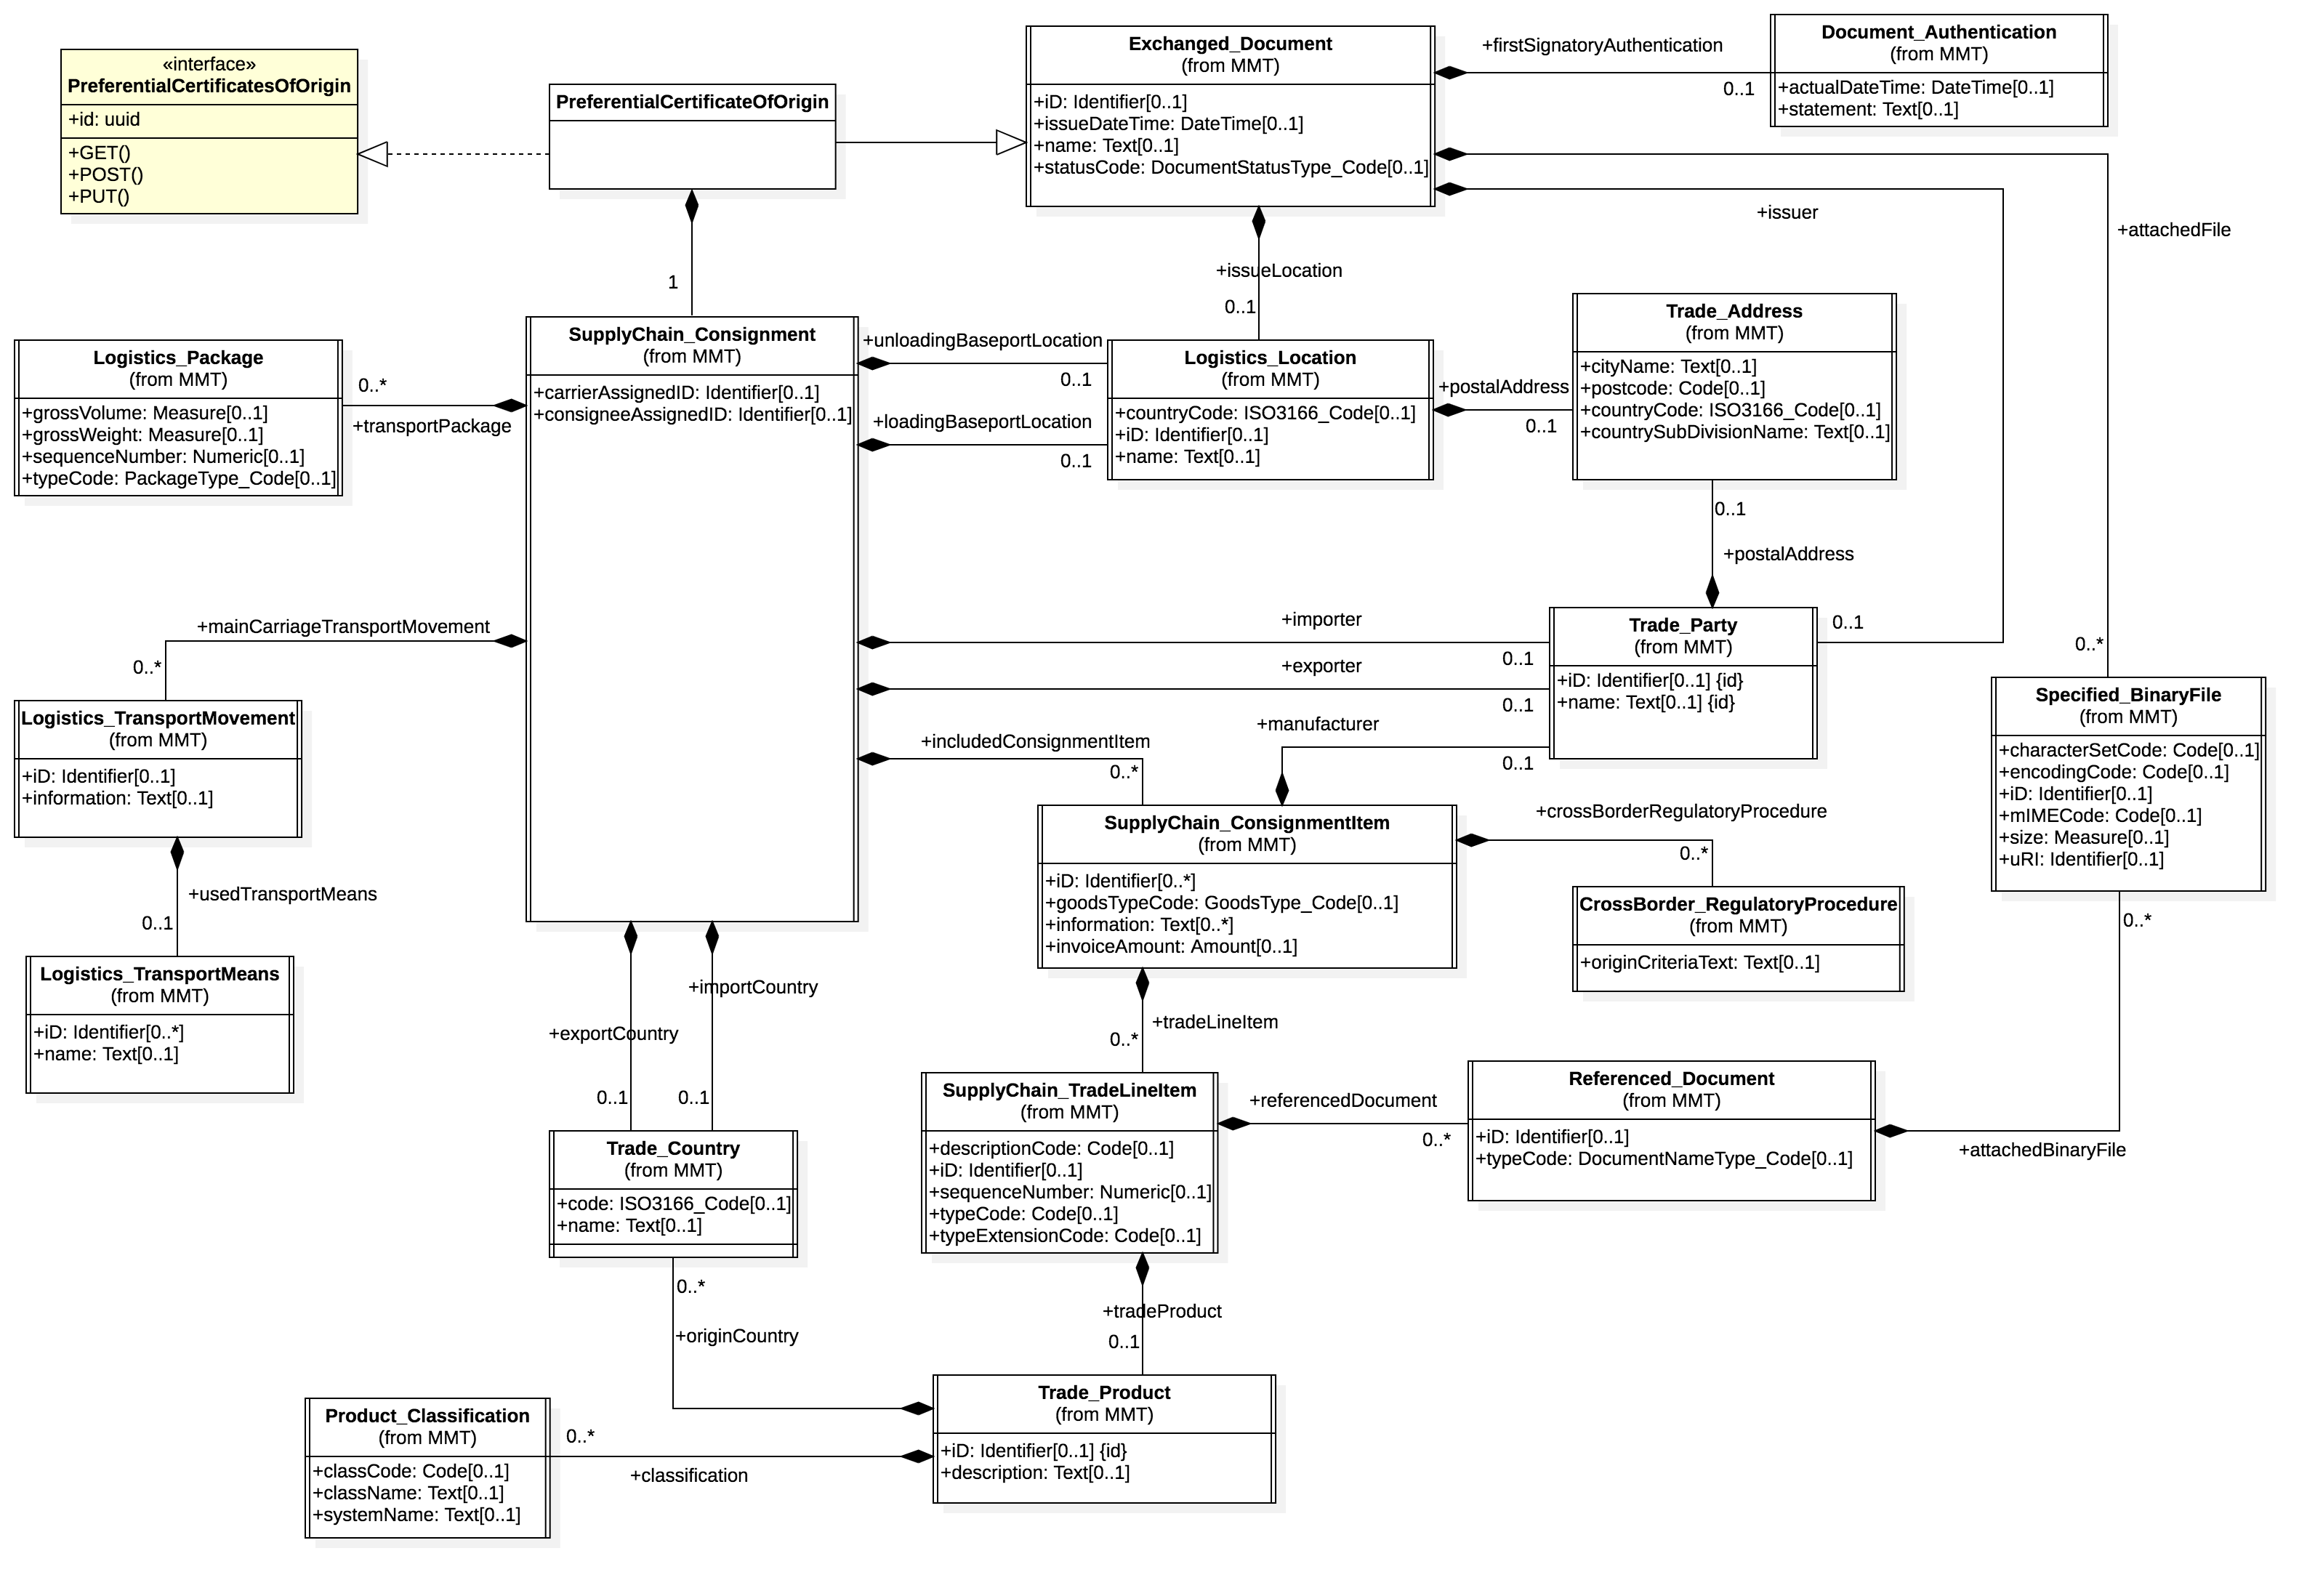 «interface»
PreferentialCertificatesOfOrigin
+id: uuid
+GET()
+POST()
+PUT()
PreferentialCertificateOfOrigin
Exchanged_Document
(from MMT)
+iD: Identifier[0..1]
+issueDateTime: DateTime[0..1]
+name: Text[0..1]
+statusCode: DocumentStatusType_Code[0..1]
+firstSignatoryAuthentication
0..1
Document_Authentication
(from MMT)
+actualDateTime: DateTime[0..1]
+statement: Text[0..1]
+issuer
+attachedFile
1
+issueLocation
0..1
Logistics_Package
(from MMT)
+grossVolume: Measure[0..1]
+grossWeight: Measure[0..1]
+sequenceNumber: Numeric[0..1]
+typeCode: PackageType_Code[0..1]
0..*
+transportPackage
SupplyChain_Consignment
(from MMT)
+carrierAssignedID: Identifier[0..1]
+consigneeAssignedID: Identifier[0..1]
+unloadingBaseportLocation
0..1
+loadingBaseportLocation
0..1
Logistics_Location
(from MMT)
+countryCode: ISO3166_Code[0..1]
+iD: Identifier[0..1]
+name: Text[0..1]
+postalAddress
0..1
Trade_Address
(from MMT)
+cityName: Text[0..1]
+postcode: Code[0..1]
+countryCode: ISO3166_Code[0..1]
+countrySubDivisionName: Text[0..1]
0..1
+postalAddress
+mainCarriageTransportMovement
0..*
+importer
0..1
+exporter
0..1
Trade_Party
(from MMT)
+iD: Identifier[0..1] {id}
+name: Text[0..1] {id}
0..1
0..*
+manufacturer
0..1
+includedConsignmentItem
0..*
Logistics_TransportMovement
(from MMT)
+iD: Identifier[0..1]
+information: Text[0..1]
Specified_BinaryFile
(from MMT)
+characterSetCode: Code[0..1]
+encodingCode: Code[0..1]
+iD: Identifier[0..1]
+mIMECode: Code[0..1]
+size: Measure[0..1]
+uRI: Identifier[0..1]
SupplyChain_ConsignmentItem
(from MMT)
+iD: Identifier[0..*]
+goodsTypeCode: GoodsType_Code[0..1]
+information: Text[0..*]
+invoiceAmount: Amount[0..1]
+crossBorderRegulatoryProcedure
0..*
CrossBorder_RegulatoryProcedure
(from MMT)
+originCriteriaText: Text[0..1]
+usedTransportMeans
0..1
0..*
Logistics_TransportMeans
(from MMT)
+iD: Identifier[0..*]
+name: Text[0..1]
+importCountry
+exportCountry
0..1
0..1
+tradeLineItem
0..*
SupplyChain_TradeLineItem
(from MMT)
+descriptionCode: Code[0..1]
+iD: Identifier[0..1]
+sequenceNumber: Numeric[0..1]
+typeCode: Code[0..1]
+typeExtensionCode: Code[0..1]
+referencedDocument
0..*
Referenced_Document
(from MMT)
+iD: Identifier[0..1]
+typeCode: DocumentNameType_Code[0..1]
+attachedBinaryFile
Trade_Country
(from MMT)
+code: ISO3166_Code[0..1]
+name: Text[0..1]
0..*
+originCountry
+tradeProduct
0..1
Trade_Product
(from MMT)
+iD: Identifier[0..1] {id}
+description: Text[0..1]
Product_Classification
(from MMT)
+classCode: Code[0..1]
+className: Text[0..1]
+systemName: Text[0..1]
0..*
+classification